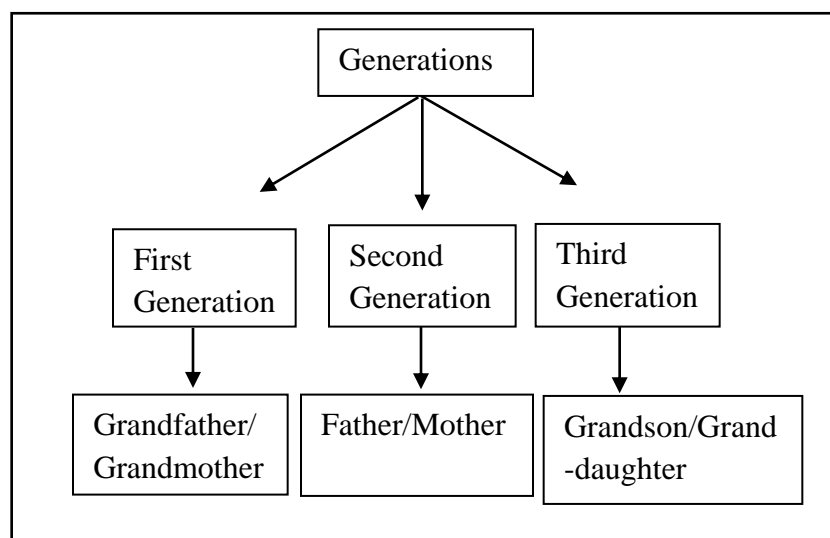 Generations
First
Generation
Second
Generation
Third
Generation
Grandfather/
Grandmother
Father/Mother
Grandson/Grand
-daughter